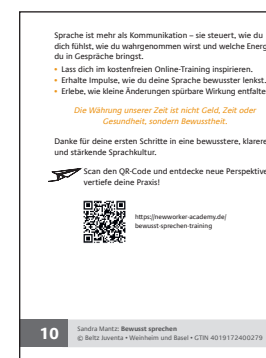 Sprache ist mehr als Kommunikation – sie steuert, wie du
dich fühlst, wie du wahrgenommen wirst und welche Energ
du in Gespräche bringst.
• Lass dich im kostenfreien Online-Training inspirieren.
• Erhalte Impulse, wie du deine Sprache bewusster lenkst.
• Erlebe, wie kleine Änderungen spürbare Wirkung entfalte
Die Währung unserer Zeit ist nicht Geld, Zeit oder
Gesundheit, sondern Bewusstheit.
Danke für deine ersten Schritte in eine bewusstere, klarere
und stärkende Sprachkultur.
Scan den QR-Code und entdecke neue Perspektive
vertiefe deine Praxis!
https://newworker-academy.de/
bewusst-sprechen-training
10
Sandra Mantz: Bewusst sprechen
© Beltz Juventa • Weinheim und Basel • GTIN 4019172400279